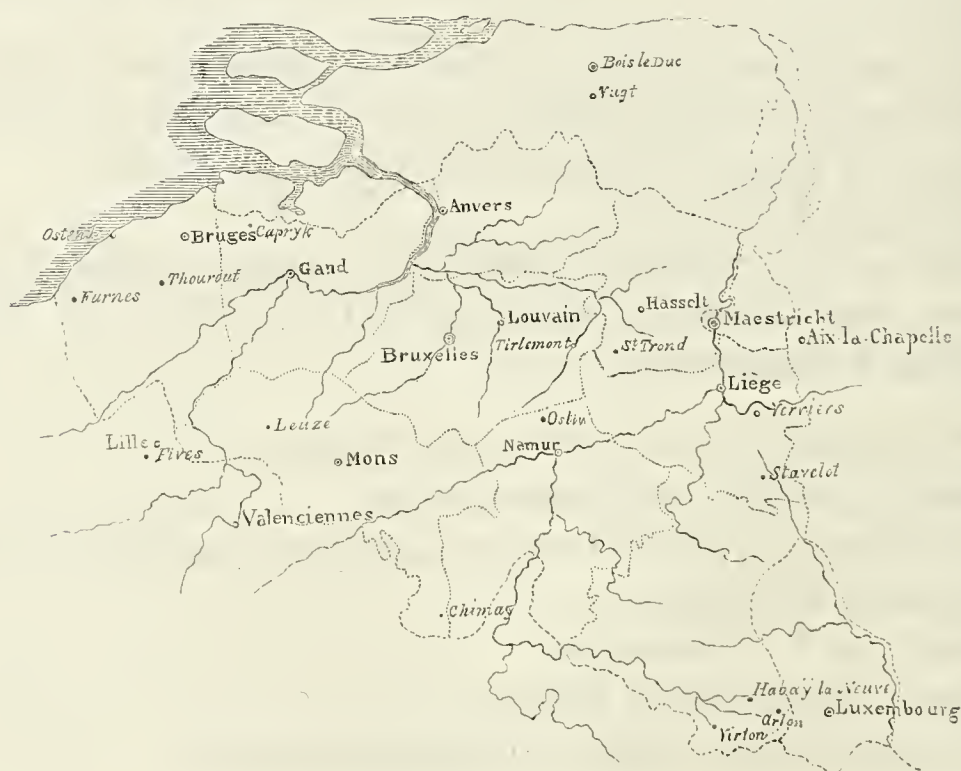 Bois le Duc
Vugt
Anvers
Ostende
Bruges
Capryk
Gand
Thourout
Furnes
Hasselt
Louvain
Maestricht
Tirlemont
Aix-la-Chapelle
Bruxelles
St Trond
Liège
Verviers
Ostin
Leuze
Lille
Fives
Namur
Mons
Stavelot
Valenciennes
Chimay
Habay la Neuve
Luxembourg
Arlon
Virton